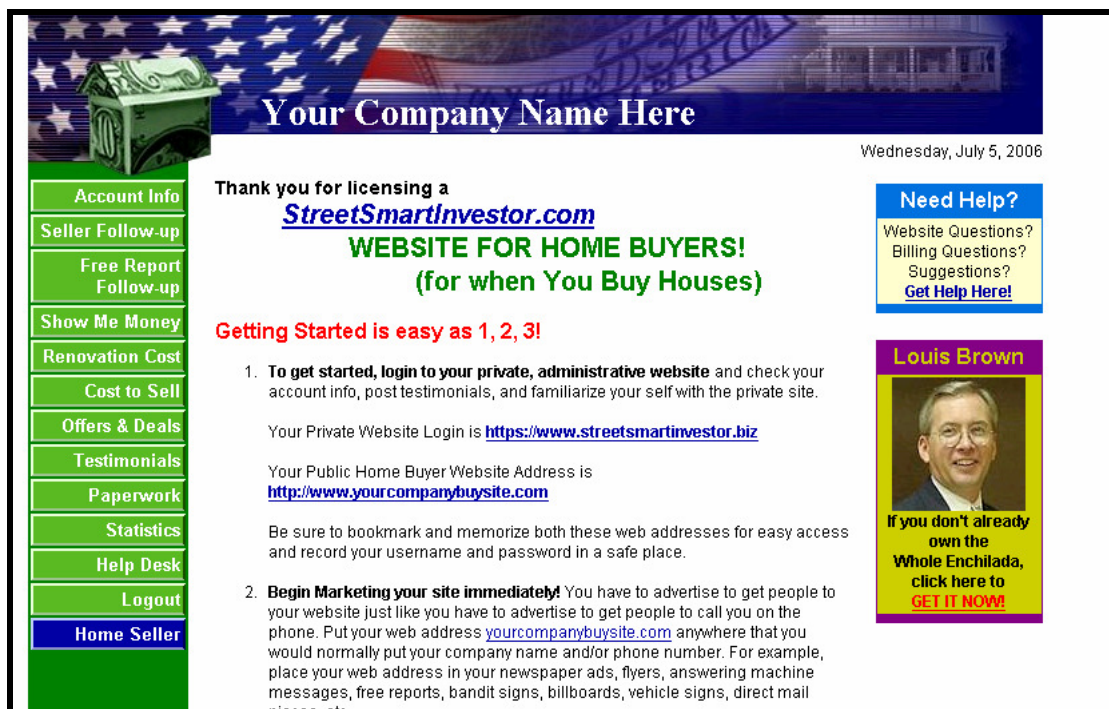 Your Company Name Here
Wednesday, July 5, 2006
Account Info
Seller Follow-up
Free Report
Follow-up
Show Me Money
Renovation Cost
Cost to Sell
Offers & Deals
Testimonials
Paperwork
Statistics
Help Desk
Logout
Home Seller
Thank you for licensing a
StreetSmartInvestor.com
WEBSITE FOR HOME BUYERS!
(for when You Buy Houses)
Getting Started is easy as 1, 2, 3!
1. To get started, login to your private, administrative website and check your
account info, post testimonials, and familiarize your self with the private site.
Your Private Website Login is https://www.streetsmartinvestor.biz
Your Public Home Buyer Website Address is
http://www.yourcompanybuysite.com
Be sure to bookmark and memorize both these web addresses for easy access
and record your username and password in a safe place.
2. Begin Marketing your site immediately! You have to advertise to get people to
your website just like you have to advertise to get people to call you on the
phone. Put your web address yourcompanybuysite.com anywhere that you
would normally put your company name and/or phone number. For example,
place your web address in your newspaper ads, flyers, answering machine
messages, free reports, bandit signs, billboards, vehicle signs, direct mail
Need Help?
Website Questions?
Billing Questions?
Suggestions?
Get Help Here!
Louis Brown
If you don't already
own the
Whole Enchilada,
click here to
GET IT NOW!